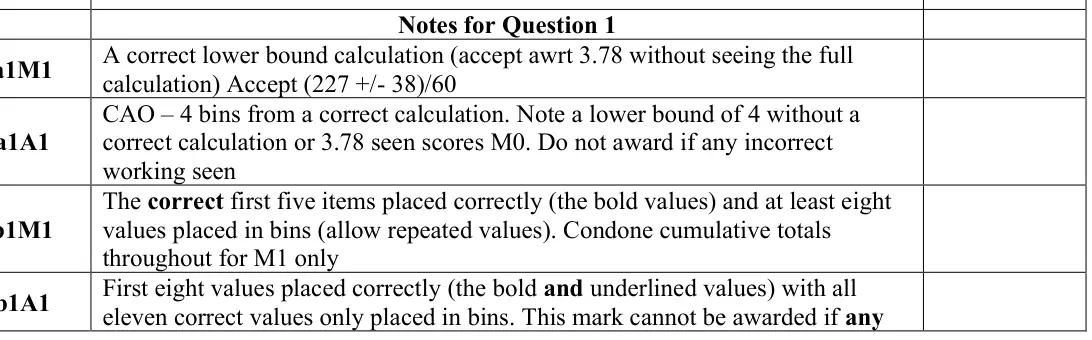 Notes for Question 1
a1M1
A correct lower bound calculation (accept awrt 3.78 without seeing the full
calculation) Accept (227 +/- 38)/60
a1A1
CAO – 4 bins from a correct calculation. Note a lower bound of 4 without a
correct calculation or 3.78 seen scores M0. Do not award if any incorrect
working seen
b1M1
The correct first five items placed correctly (the bold values) and at least eight
values placed in bins (allow repeated values). Condone cumulative totals
throughout for M1 only
b1A1
First eight values placed correctly (the bold and underlined values) with all
eleven correct values only placed in bins. This mark cannot be awarded if any